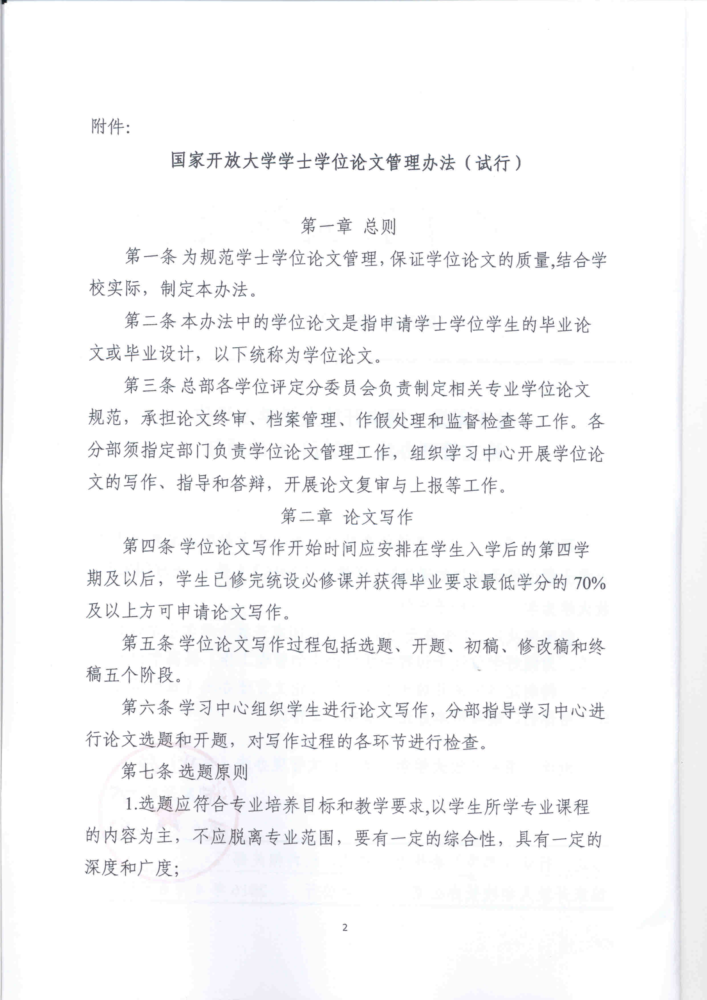 附件：
国家开放大学学士学位论文管理办法（试行）
第一章 总则
第一条 为规范学士学位论文管理，保证学位论文的质量,结合学
校实际，制定本办法。
第二条 本办法中的学位论文是指申请学士学位学生的毕业论
文或毕业设计，以下统称为学位论文。
第三条 总部各学位评定分委员会负责制定相关专业学位论文
规范，承担论文终审、档案管理、作假处理和监督检查等工作。各
分部须指定部门负责学位论文管理工作，组织学习中心开展学位论
文的写作、指导和答辩，开展论文复审与上报等工作。
第二章 论文写作
第四条 学位论文写作开始时间应安排在学生入学后的第四学
期及以后，学生已修完统设必修课并获得毕业要求最低学分的 70%
及以上方可申请论文写作。
第五条 学位论文写作过程包括选题、开题、初稿、修改稿和终
稿五个阶段。
第六条 学习中心组织学生进行论文写作，分部指导学习中心进
行论文选题和开题，对写作过程的各环节进行检查。
第七条 选题原则
1.选题应符合专业培养目标和教学要求,以学生所学专业课程
的内容为主，不应脱离专业范围，要有一定的综合性，具有一定的
深度和广度；
2